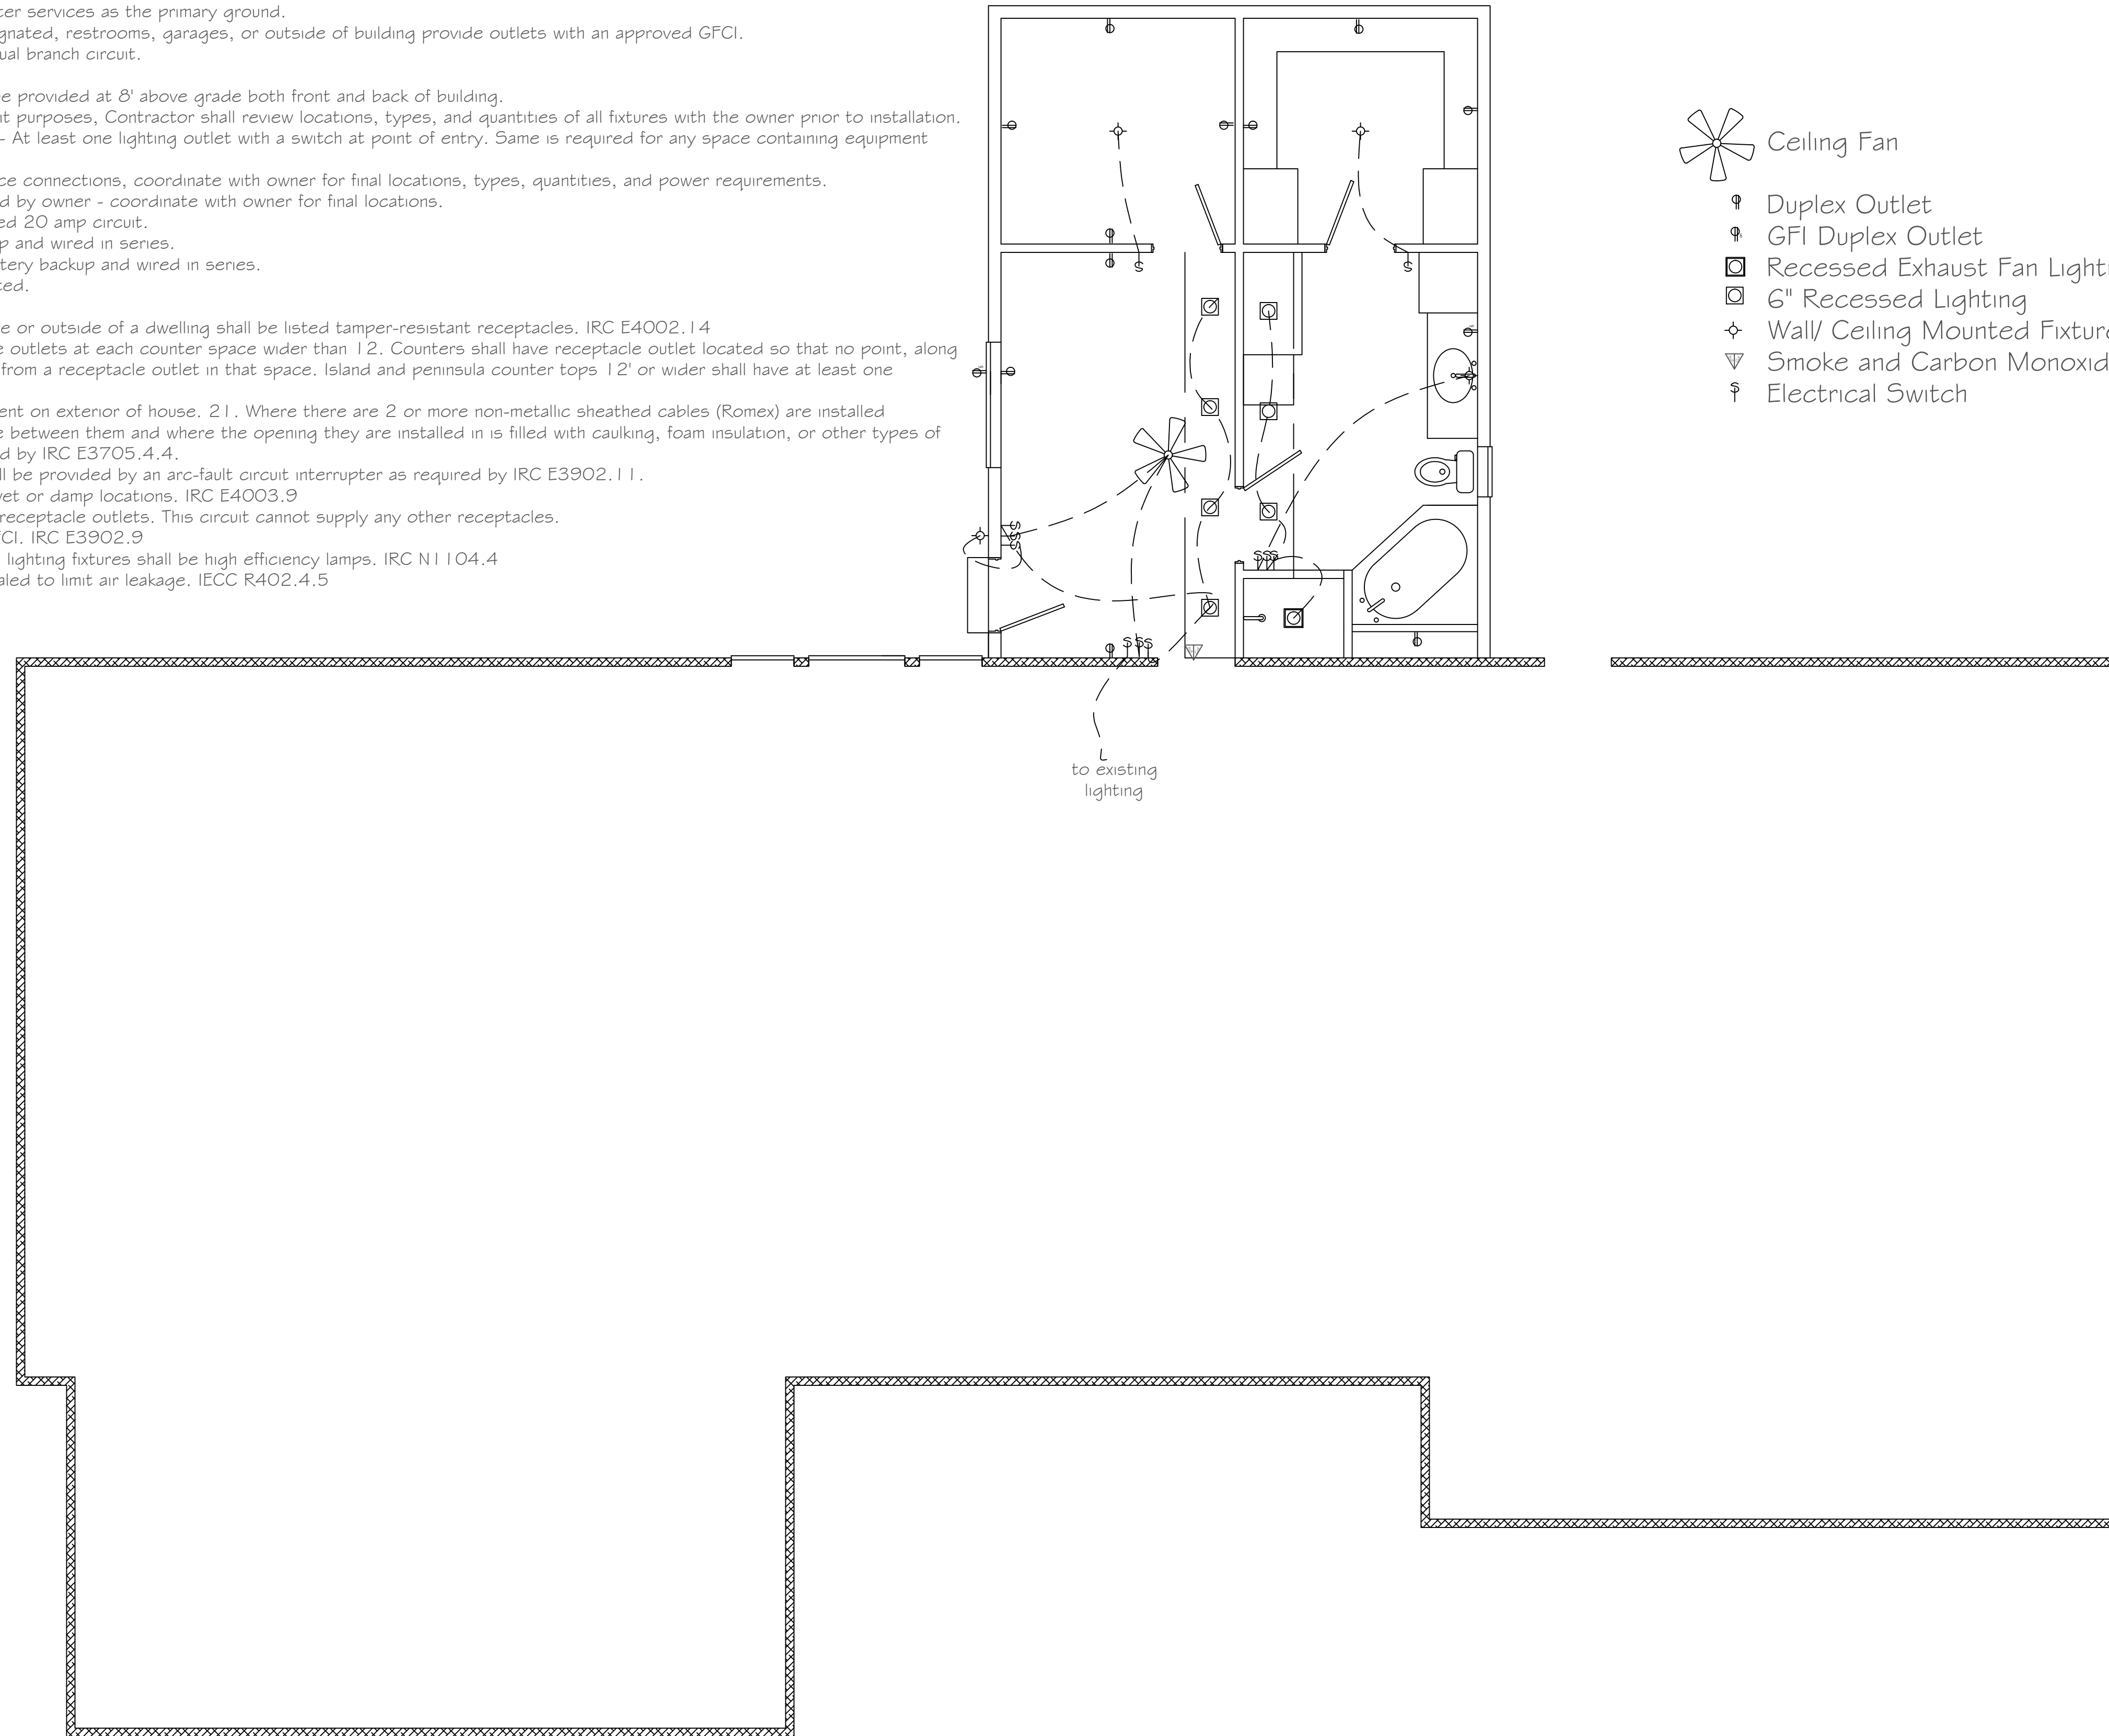 ter services as the primary ground.
gnated, restrooms, garages, or outside of building provide outlets with an approved GFCI.
ual branch circuit.
e provided at 8' above grade both front and back of building.
it purposes, Contractor shall review locations, types, and quantities of all fixtures with the owner prior to installation.
- At least one lighting outlet with a switch at point of entry. Same is required for any space containing equipment
ce connections, coordinate with owner for final locations, types, quantities, and power requirements.
d by owner - coordinate with owner for final locations.
ed 20 amp circuit.
p and wired in series.
ttery backup and wired in series.
ted.
e or outside of a dwelling shall be listed tamper-resistant receptacles. IRC E4002.14
e outlets at each counter space wider than 12. Counters shall have receptacle outlet located so that no point, along
from a receptacle outlet in that space. Island and peninsula counter tops 12' or wider shall have at least one
ent on exterior of house. 21. Where there are 2 or more non-metallic sheathed cables (Romex) are installed
e between them and where the opening they are installed in is filled with caulking, foam insulation, or other types of
d by IRC E3705.4.4.
ll be provided by an arc-fault circuit interrupter as required by IRC E3902.11.
vet or damp locations. IRC E4003.9
receptacle outlets. This circuit cannot supply any other receptacles.
FCI. IRC E3902.9
lighting fixtures shall be high efficiency lamps. IRC N1104.4
aled to limit air leakage. IECC R402.4.5
Ceiling Fan
Duplex Outlet
GFI Duplex Outlet
Recessed Exhaust Fan Lighti
6" Recessed Lighting
Wall/ Ceiling Mounted Fixture
Smoke and Carbon Monoxid
Electrical Switch
S
S
S
S
S
SSS
S S S
to existing
lighting